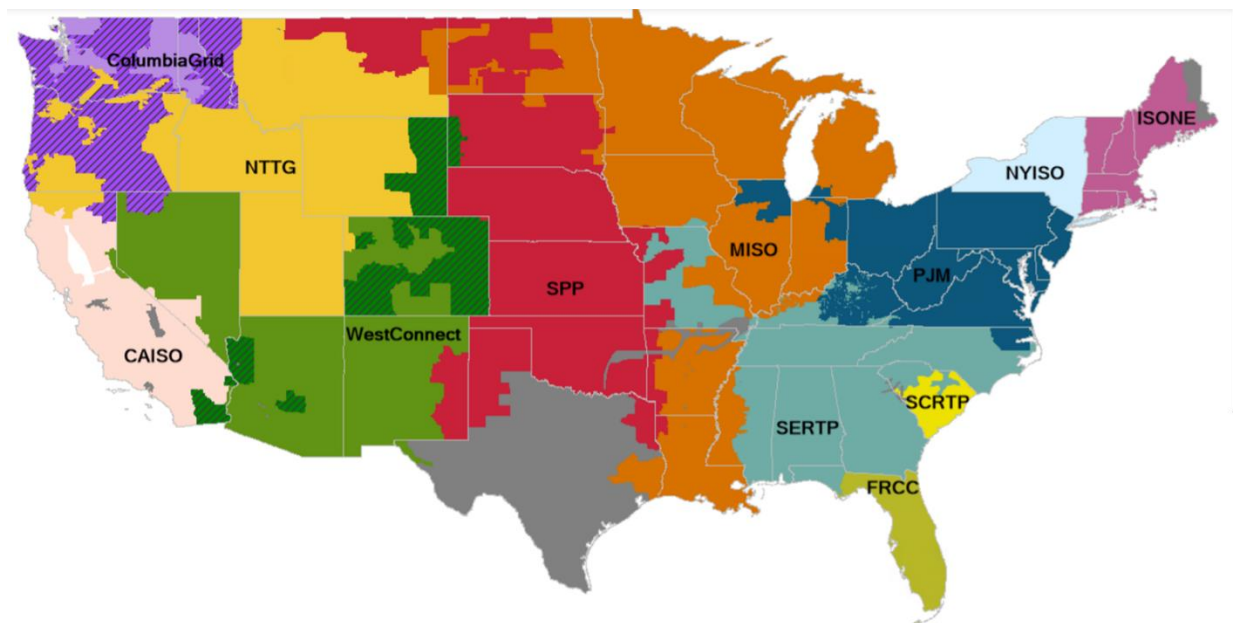 ColumbiaGrid
ISONE
NTTG
NYISO
MISO
PJM
SPP
WestConnect
CAISO
SCRTP
SERTP
FRCC